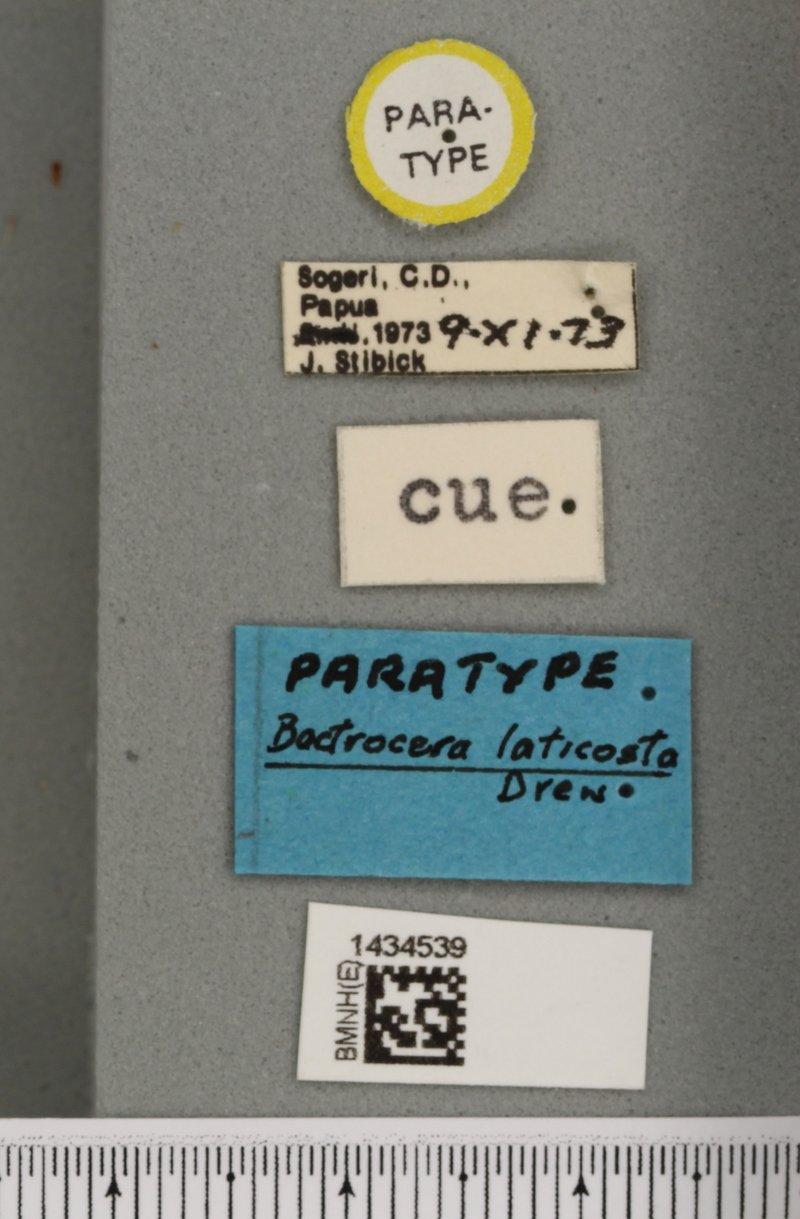 PARA-
TYPE
Sogeri, C.D.,
Papua
.1973 9-XI-73
J. Stibick
cue.
PARATYPE.
Bactrocera laticosta
Drew
1434539
BMNH(E)